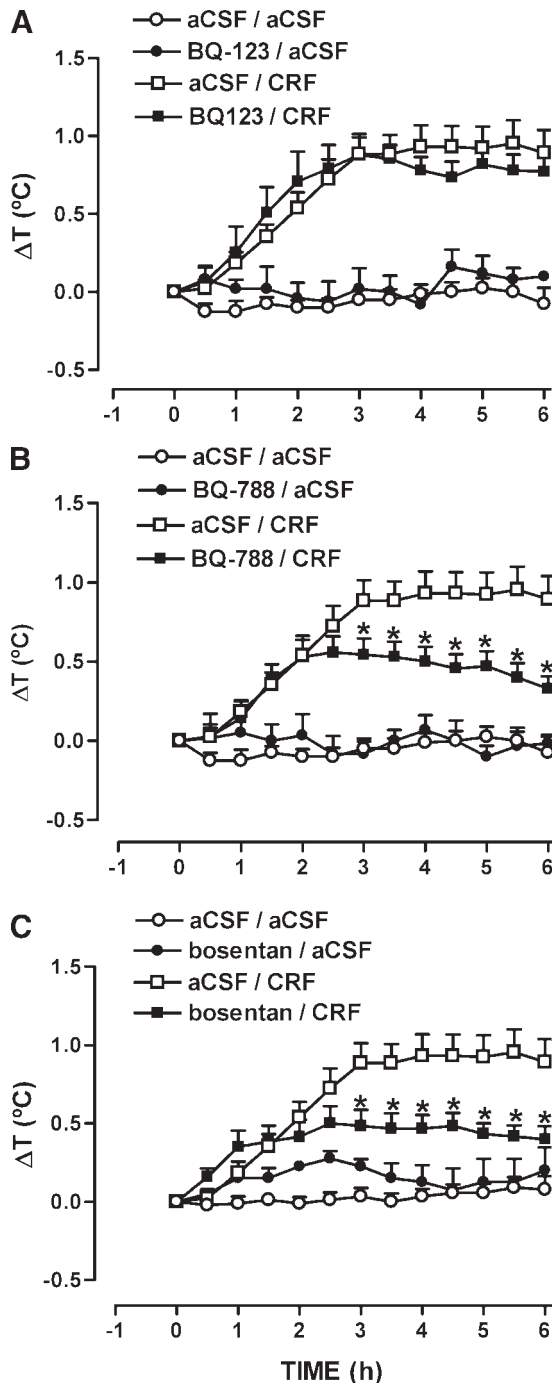 A
aCSF / aCSF
BQ-123 / aCSF
aCSF / CRF
BQ123 / CRF
1.5
1.0
0.5
0.0
-0.5
ΔT (ºC)
-1 0 1 2 3 4 5 6
B
aCSF / aCSF
BQ-788 / aCSF
aCSF / CRF
BQ-788 / CRF
1.5
1.0
0.5
0.0
-0.5
ΔT (ºC)
* * * * * * *
-1 0 1 2 3 4 5 6
C
aCSF / aCSF
bosentan / aCSF
aCSF / CRF
bosentan / CRF
1.5
1.0
0.5
0.0
-0.5
ΔT (ºC)
* * * * * * *
-1 0 1 2 3 4 5 6
TIME (h)